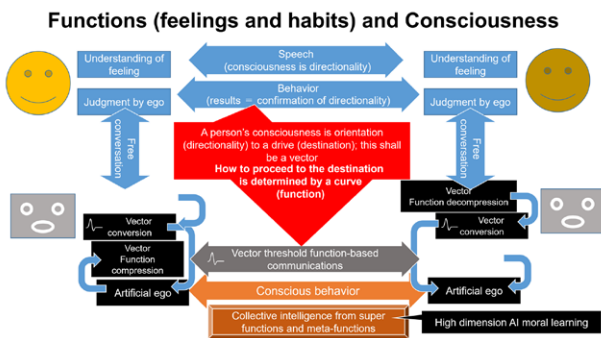 Functions (feelings and habits) and Consciousness
Understanding of
feeling
Speech
(consciousness is directionality)
Understanding of
feeling
Judgment by ego
Behavior
(results = confirmation of directionality)
Judgment by ego
Free
conversation
A person's consciousness is orientation
(directionality) to a drive (destination); this shall
be a vector
How to proceed to the destination
is determined by a curve
(function)
Free
conversation
Vector
Function decompression
Vector
conversion
Vector
conversion
Vector
Function
compression
Vector threshold function-based
communications
Artificial ego
Conscious behavior
Artificial ego
Collective intelligence from super
functions and meta-functions
High dimension AI moral learning